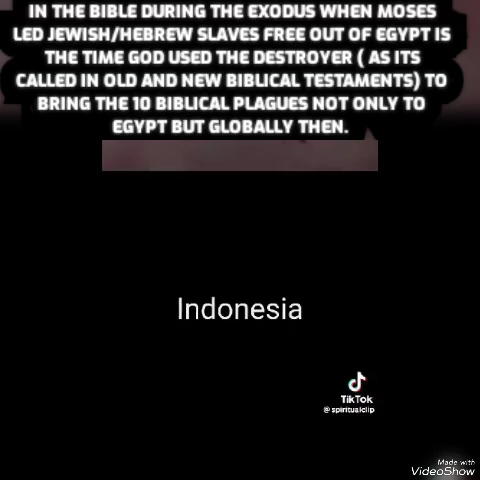 IN THE BIBLE DURING THE EXODUS WHEN MOSES
LED JEWISH/HEBREW SLAVES FREE OUT OF EGYPT IS
THE TIME GOD USED THE DESTROYER ( AS ITS
CALLED IN OLD AND NEW BIBLICAL TESTAMENTS) TO
BRING THE 10 BIBLICAL PLAGUES NOT ONLY TO
EGYPT BUT GLOBALLY THEN.
Indonesia
TikTok
@spiritualclip
Made with
VideoShow